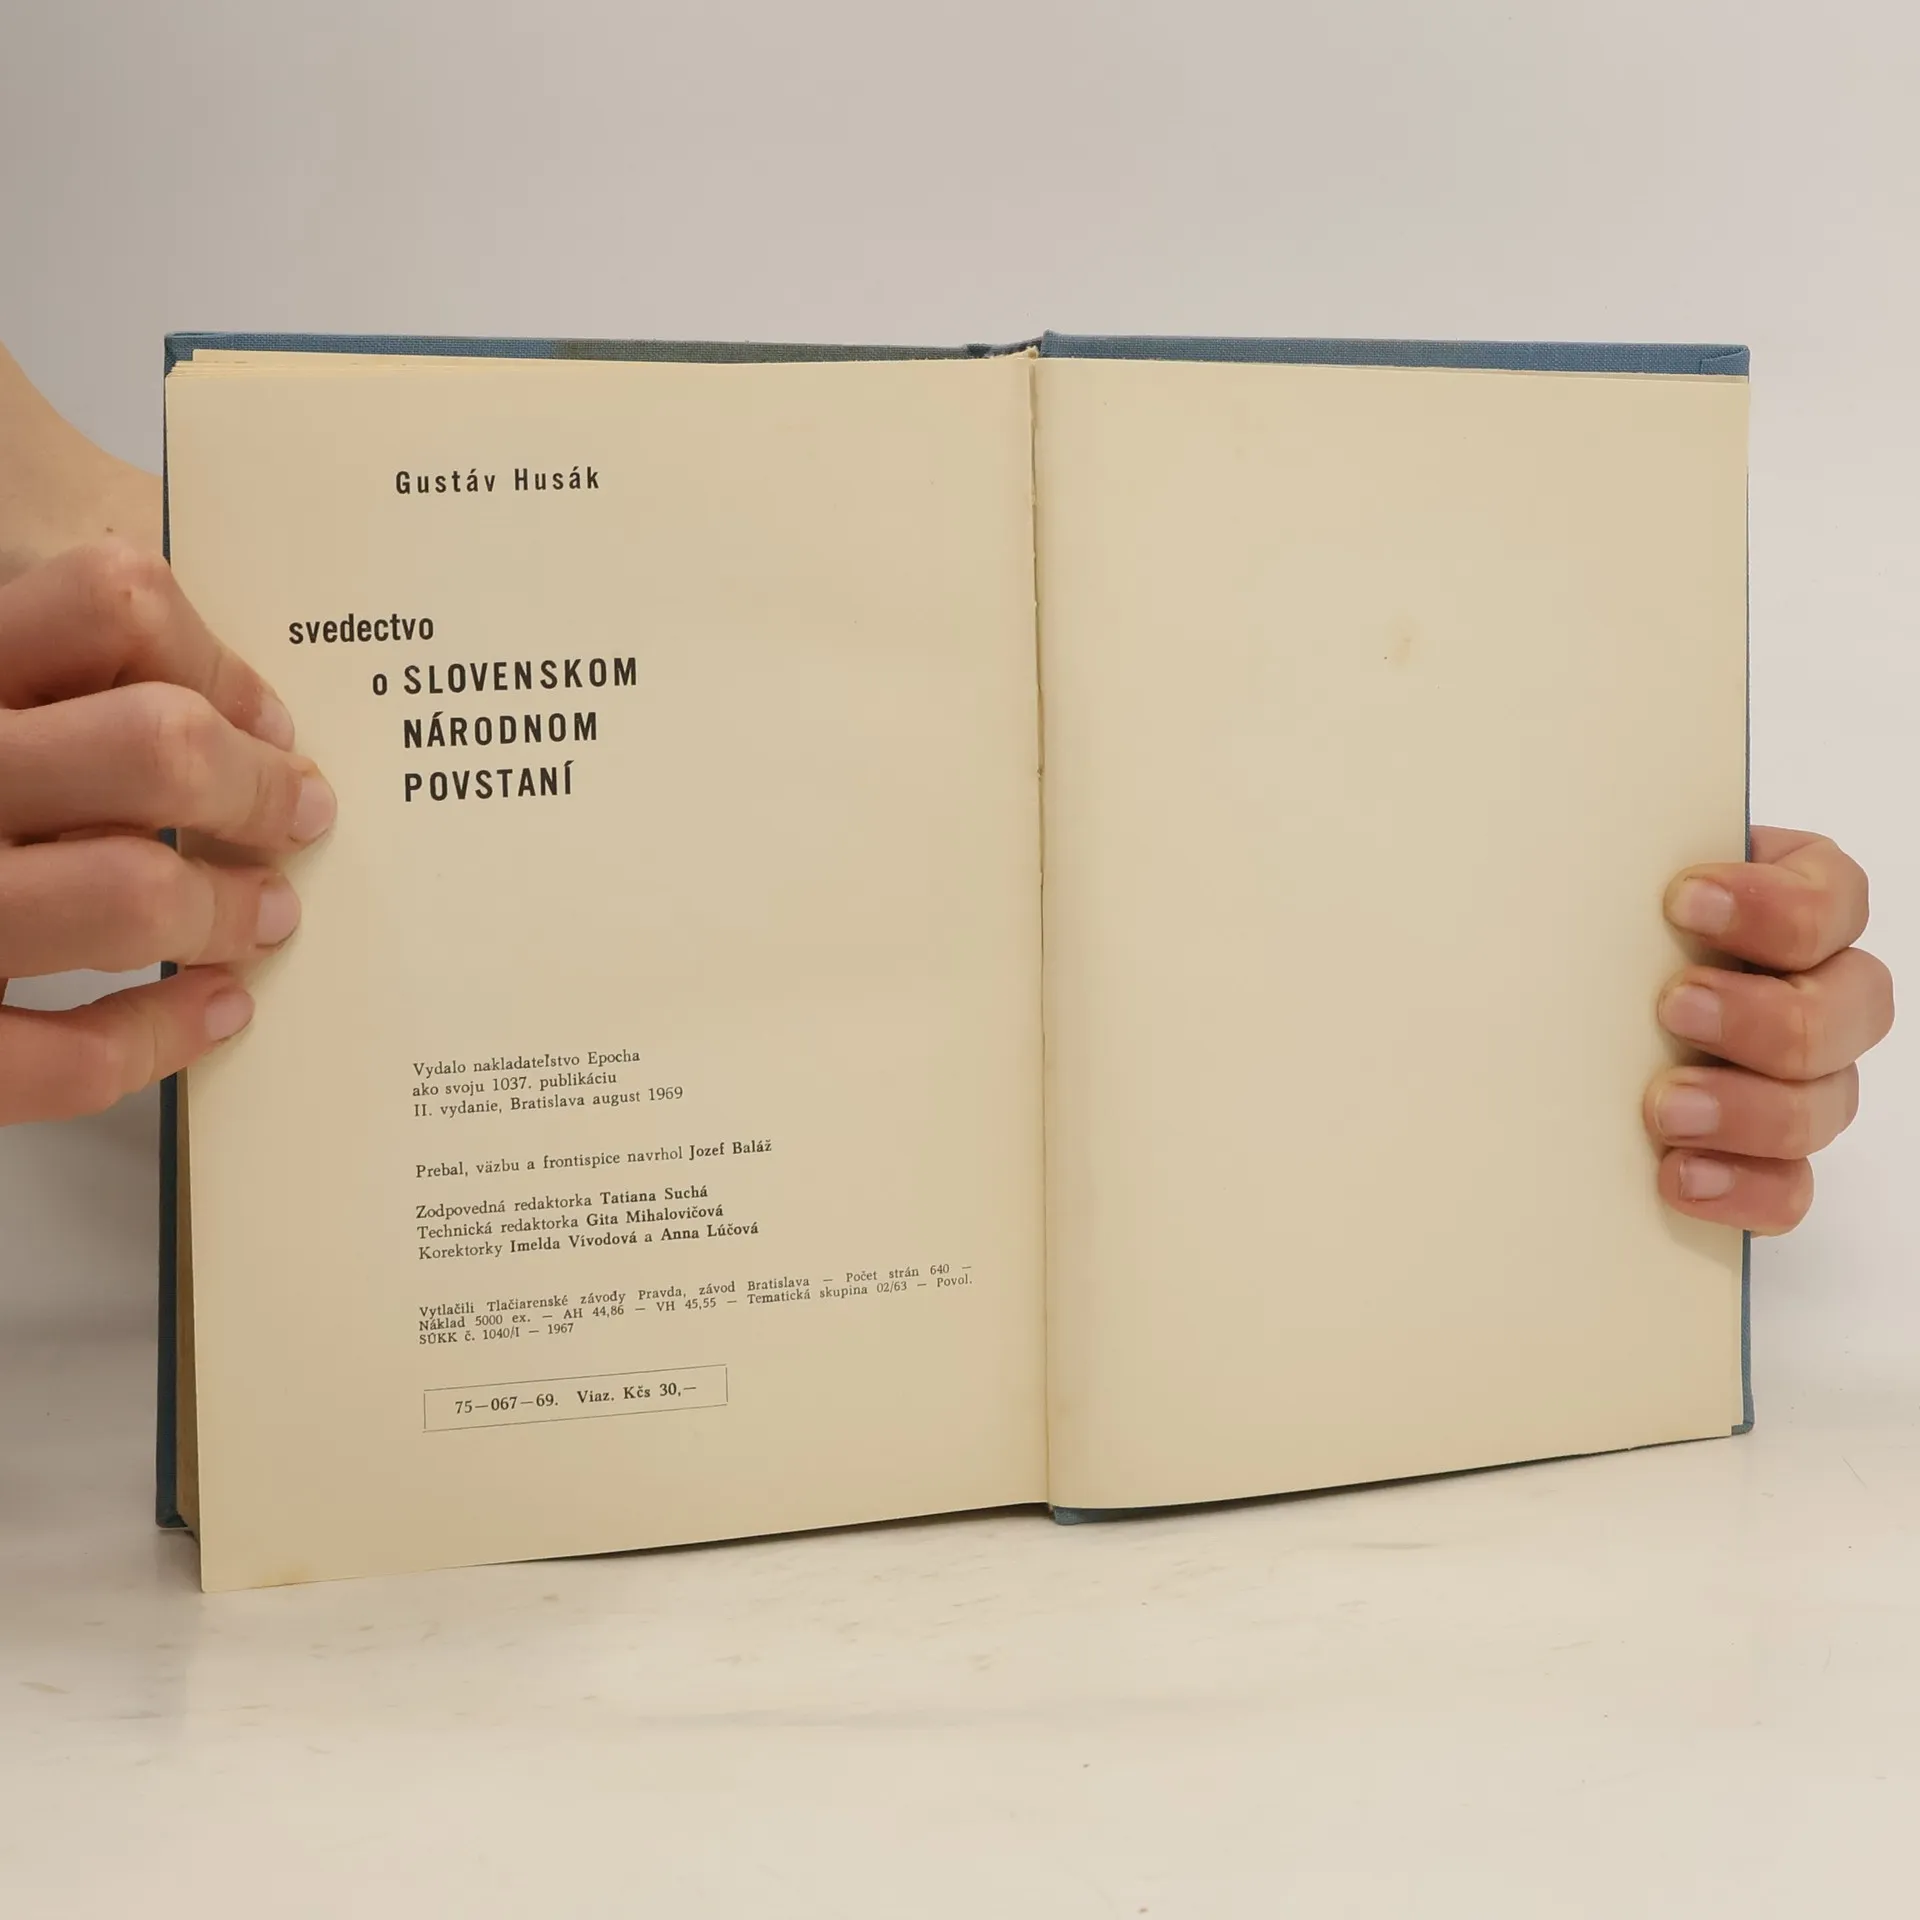 Gustáv Husák
svedectvo
o SLOVENSKOM
NÁRODNOM
POVSTANÍ
Vydalo nakladateľstvo Epocha
ako svoju 1037. publikáciu
II. vydanie, Bratislava august 1969
Prebal, väzbu a frontispice navrhol Jozef Baláž
Zodpovedná redaktorka Tatiana Suchá
Technická redaktorka Gita Mihalovičová
Korektorky Imelda Vívodová a Anna Lúčová
Vytlačili Tlačiarenské závody Pravda, závod Bratislava — Počet strán 640 —
Náklad 5000 ex. — AH 44,86 — VH 45,55 — Tematická skupina 02/63 — Povol.
SÚKK č. 1040/I — 1967
75—067—69. Viaz. Kčs 30,—